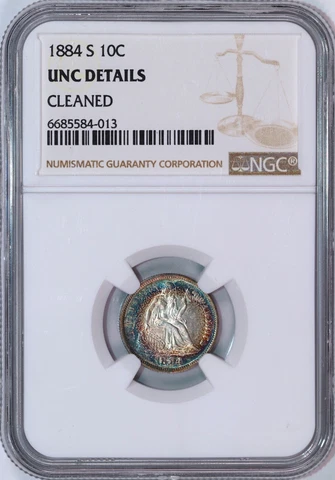 1884 S 10C
UNC DETAILS
CLEANED
6685584-013
NUMISMATIC GUARANTY CORPORATION NGC®